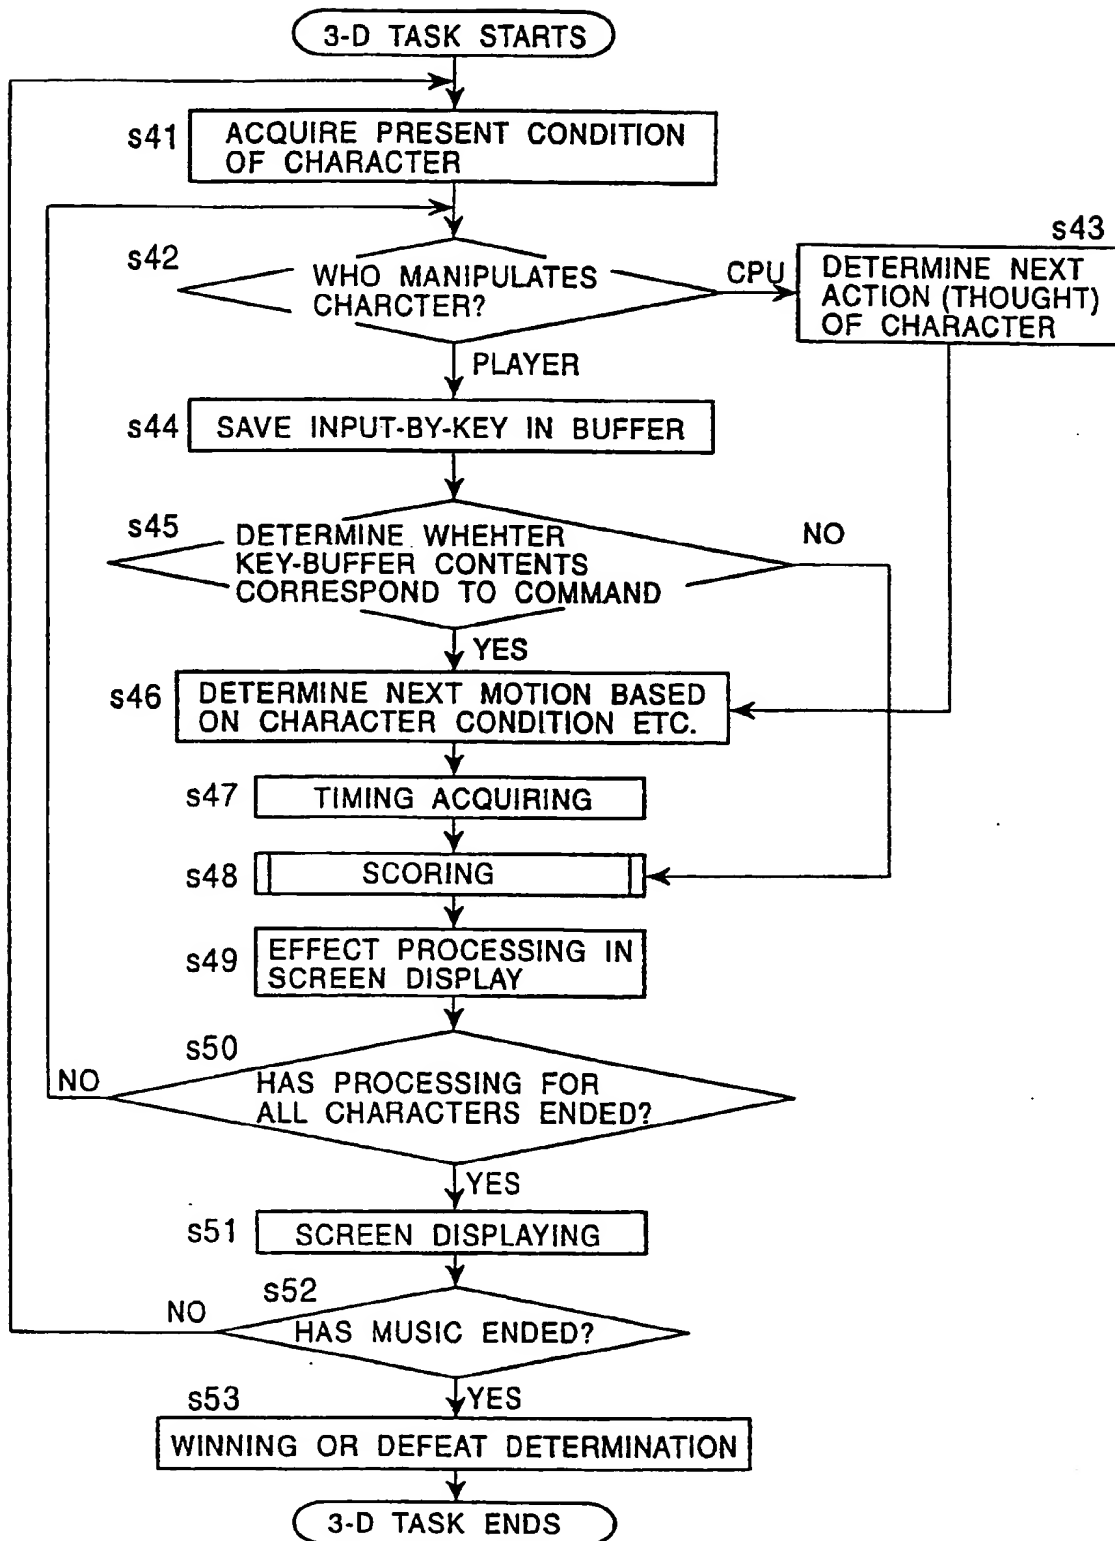 3-D TASK STARTS
s41
ACQUIRE PRESENT CONDITION
OF CHARACTER
s42
WHO MANIPULATES
CHARCTER?
CPU
s43
DETERMINE NEXT
ACTION (THOUGHT)
OF CHARACTER
PLAYER
s44
SAVE INPUT-BY-KEY IN BUFFER
s45
DETERMINE WHEHTER
KEY-BUFFER CONTENTS
CORRESPOND TO COMMAND
NO
YES
s46
DETERMINE NEXT MOTION BASED
ON CHARACTER CONDITION ETC.
s47
TIMING ACQUIRING
s48
SCORING
s49
EFFECT PROCESSING IN
SCREEN DISPLAY
s50
NO
HAS PROCESSING FOR
ALL CHARACTERS ENDED?
YES
s51
SCREEN DISPLAYING
s52
NO
HAS MUSIC ENDED?
s53
YES
WINNING OR DEFEAT DETERMINATION
3-D TASK ENDS